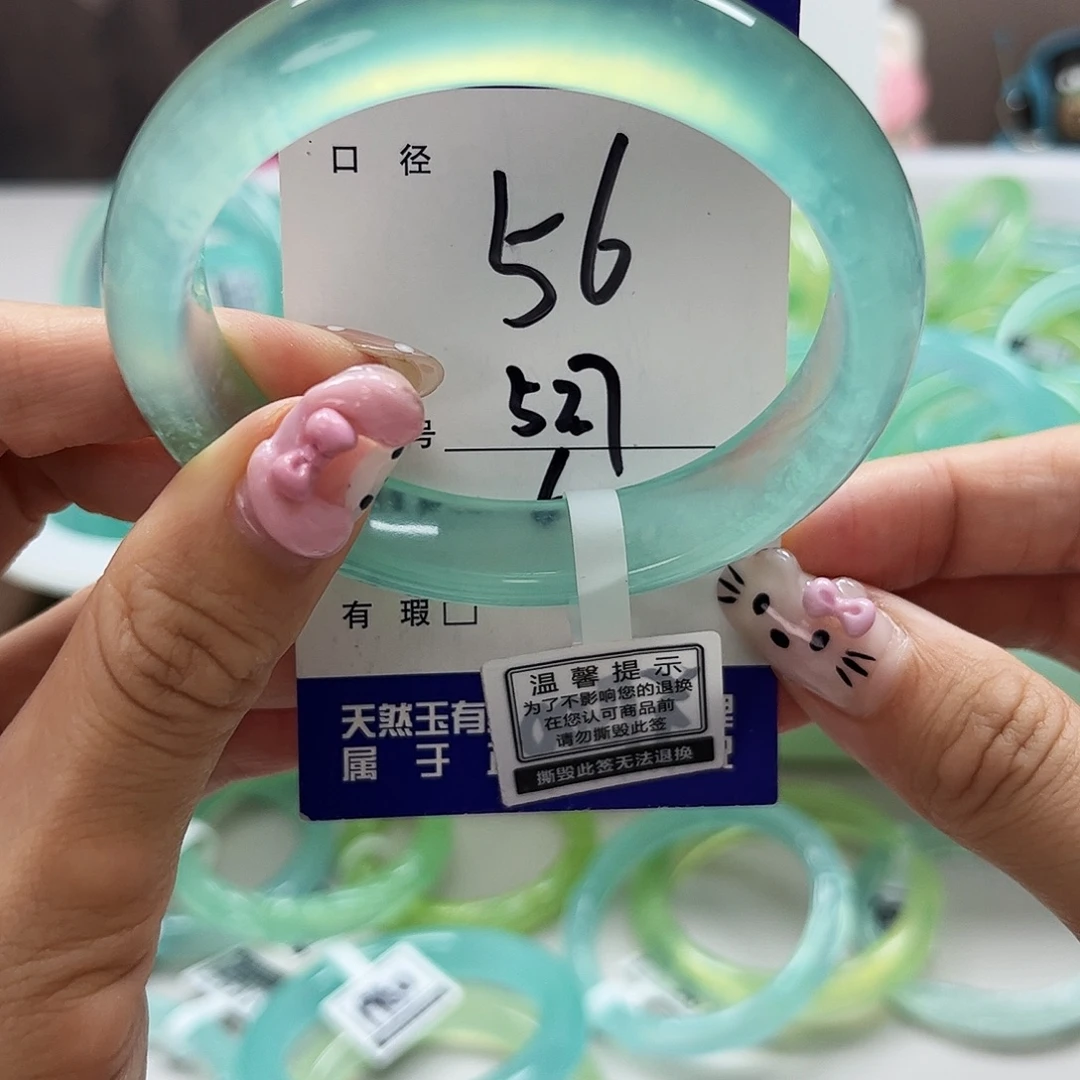 口 径
56
527
号
有 瑕□
温馨提示
为了不影响您的退换
在您认可商品前
请勿撕毁此签
撕毁此签无法退换
天然玉有
属 于